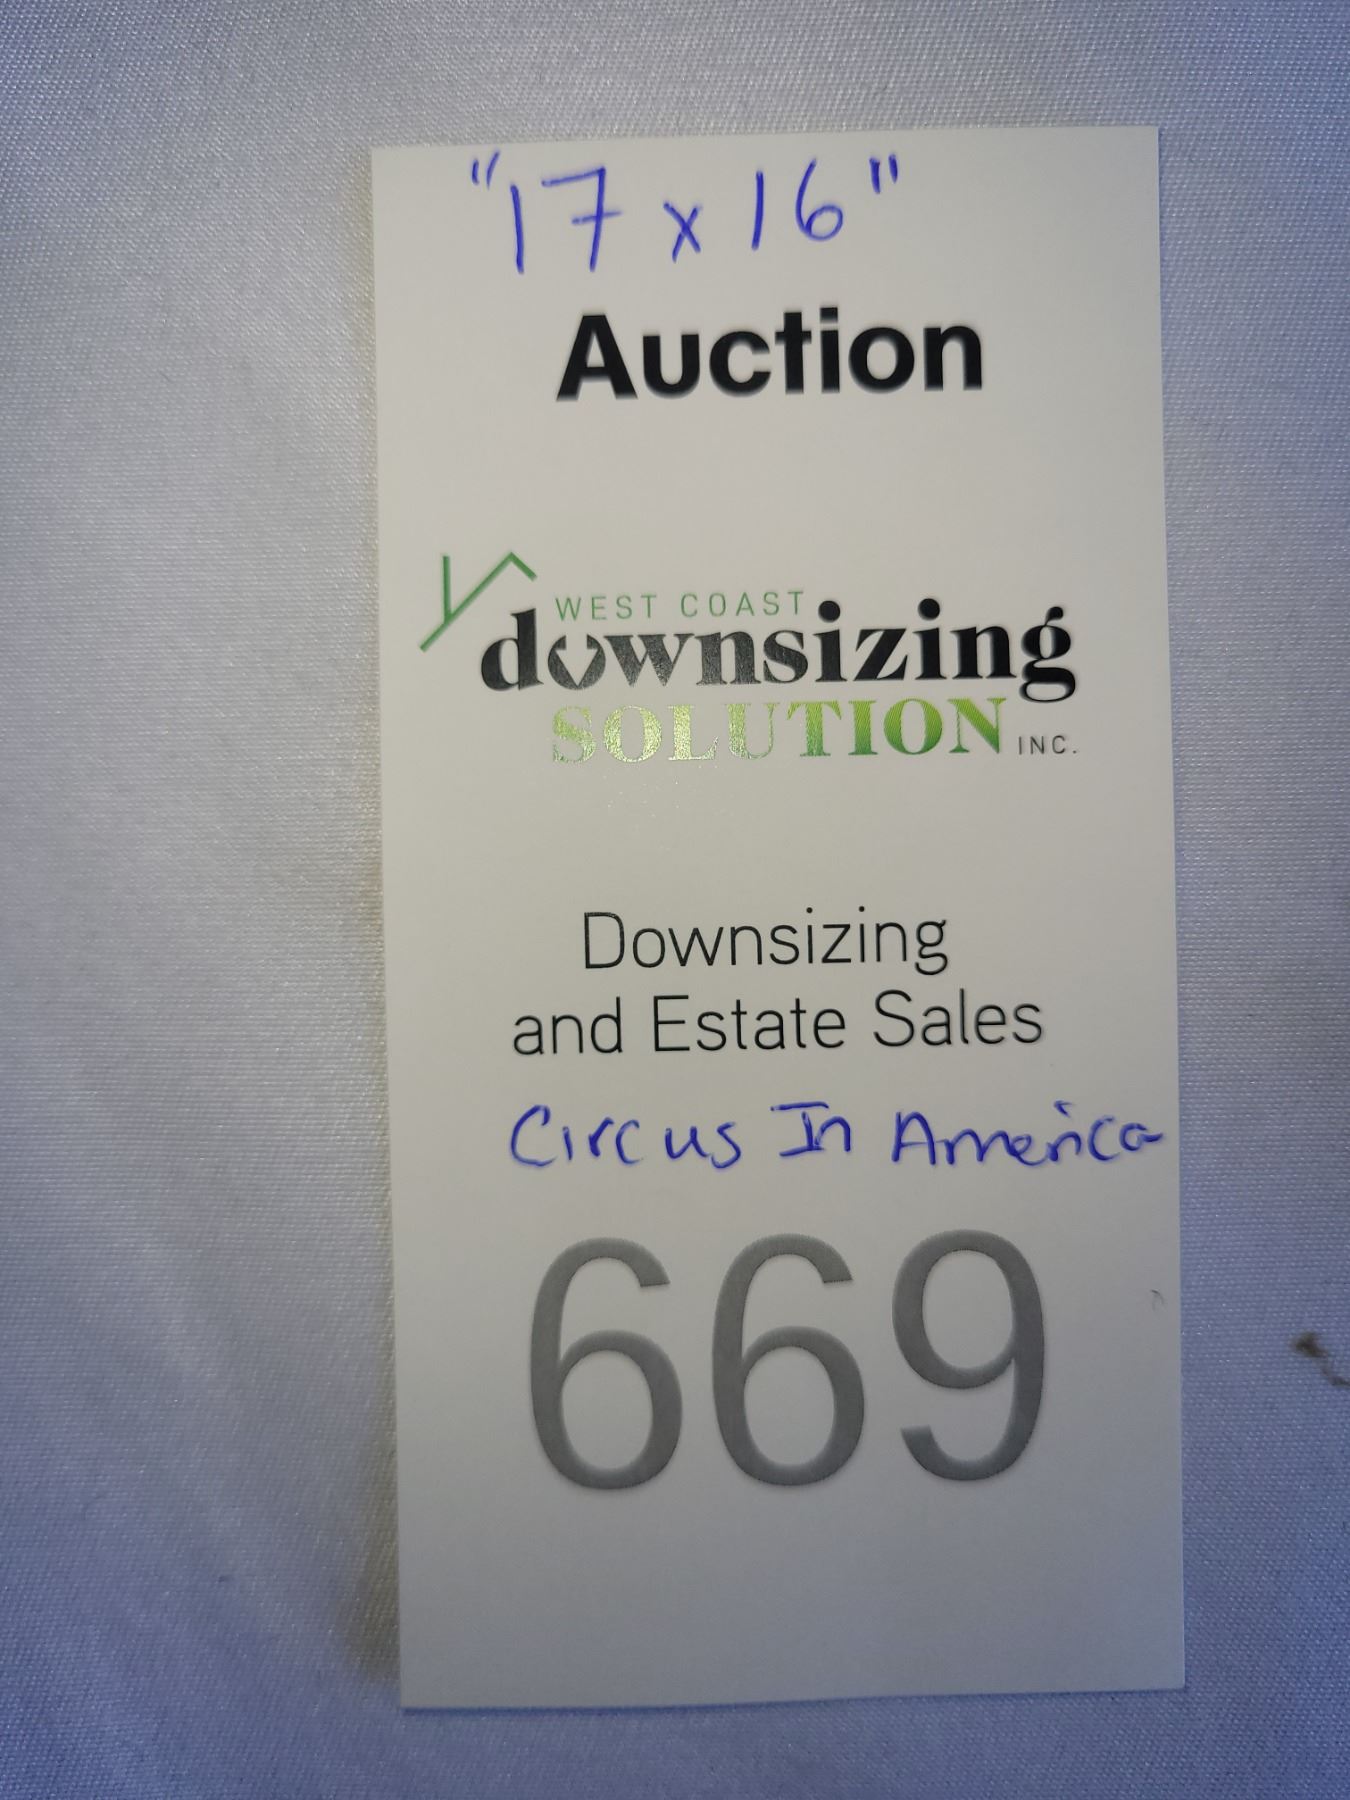 "17 x 16"
Auction
WEST COAST
downsizing
SOLUTION INC.
Downsizing
and Estate Sales
Circus In America
669